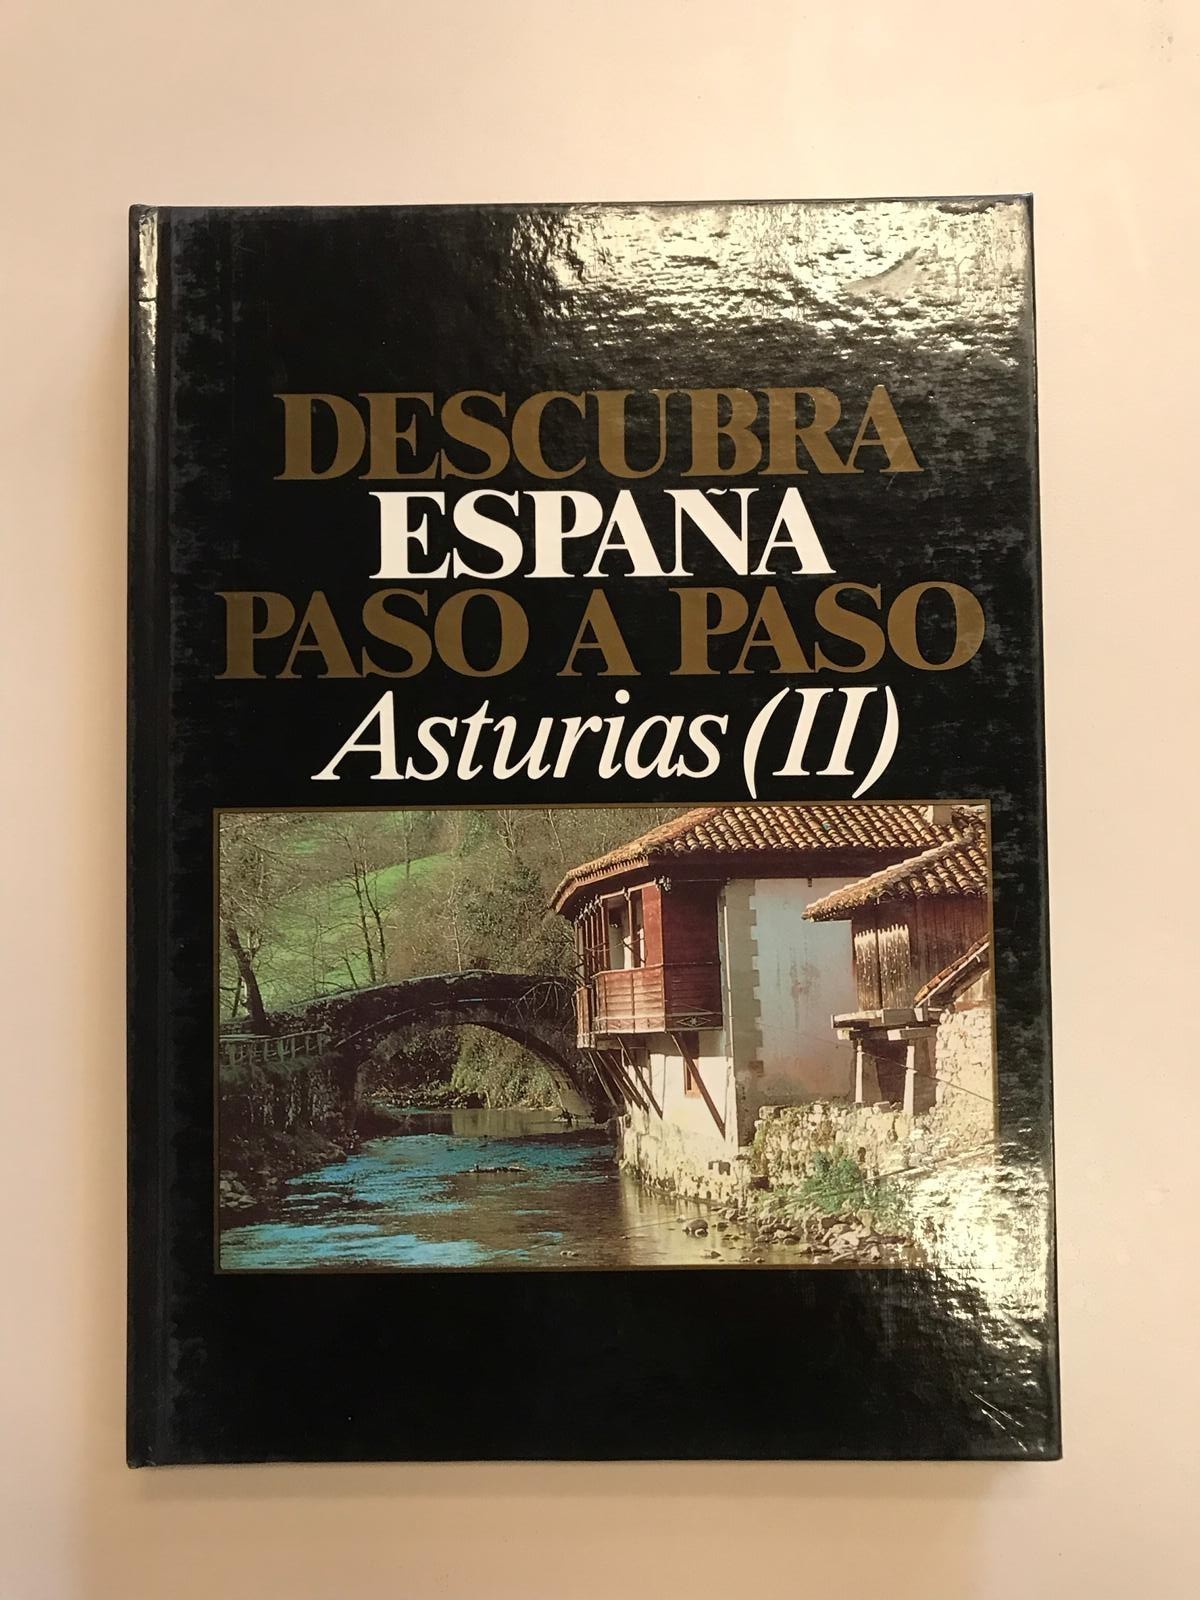 DESCUBRA
ESPAÑA
PASO A PASO
Asturias (II)